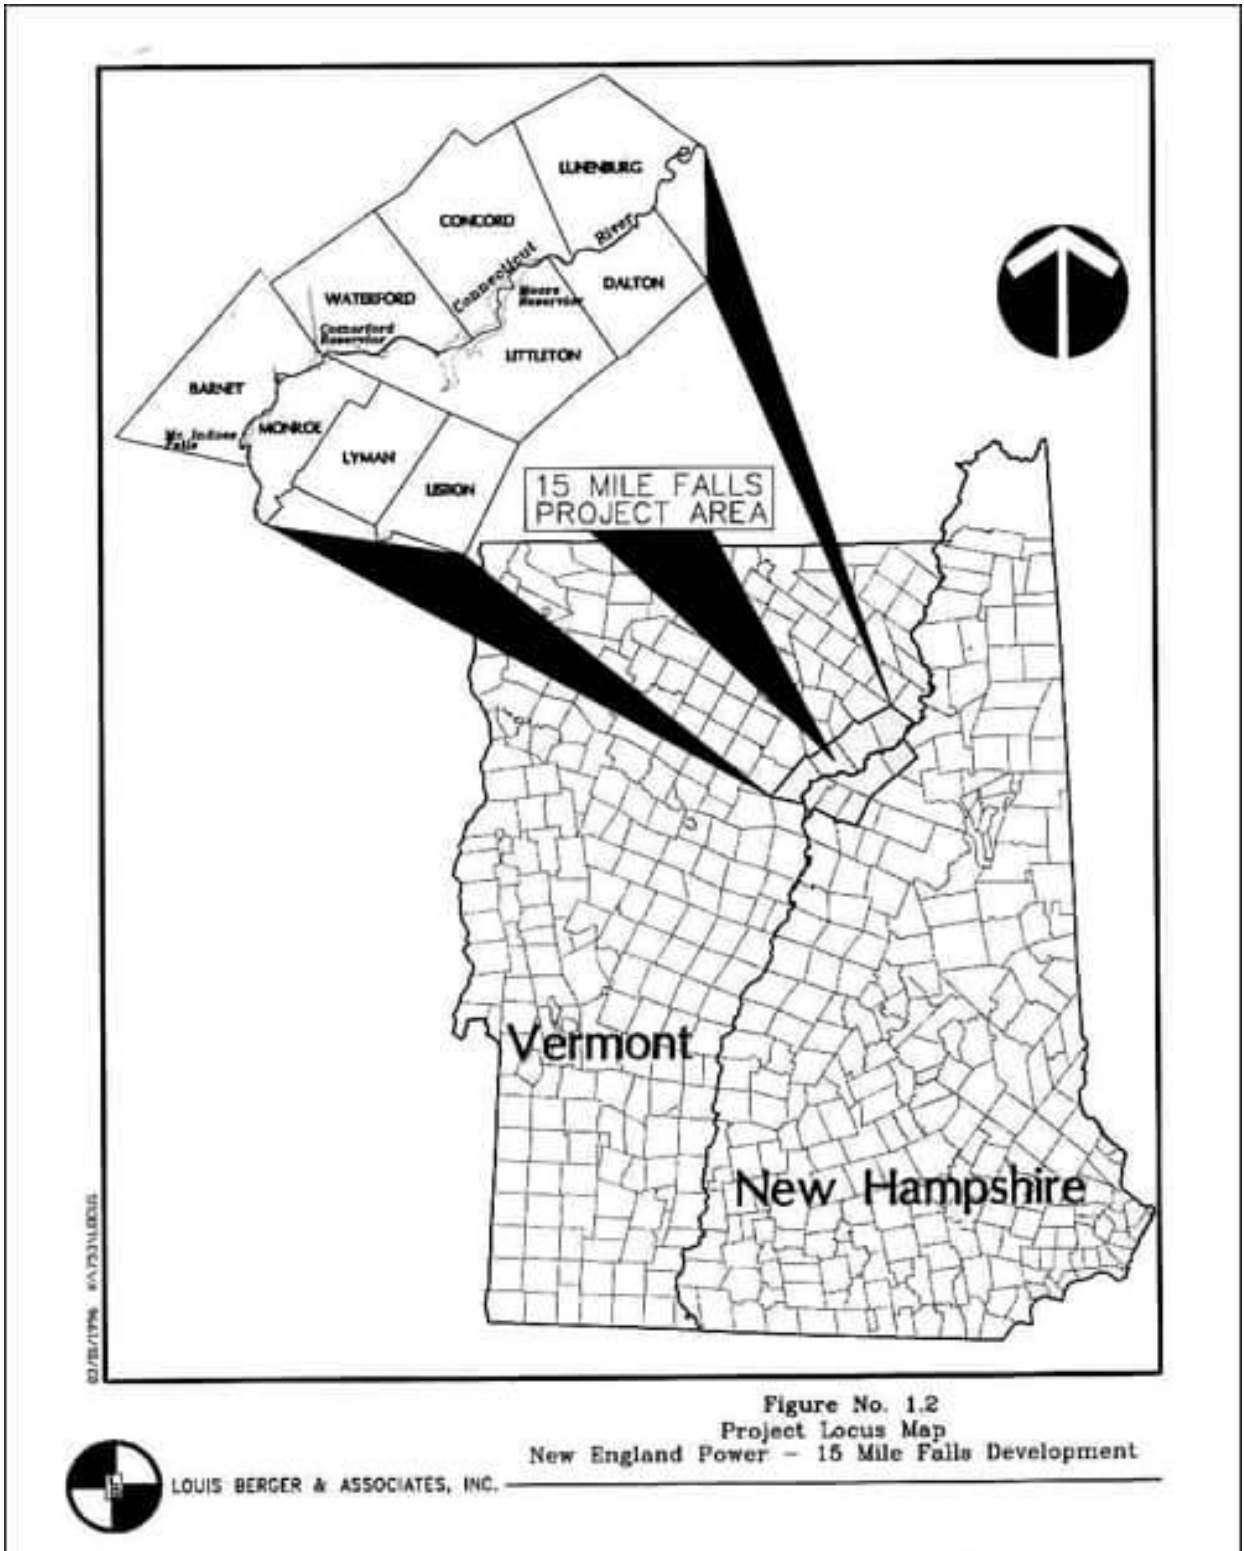 LUNENBURG
CONCORD
River
Connecticut
DALTON
Moore
Reservoir
WATERFORD
Comerford
Reservoir
LITTLETON
BARNET
MONROE
Falls
LYMAN
LISBON
15 MILE FALLS
PROJECT AREA
Vermont
New Hampshire
Figure No. 1.2
Project Locus Map
New England Power - 15 Mile Falls Development
LOUIS BERGER & ASSOCIATES, INC.